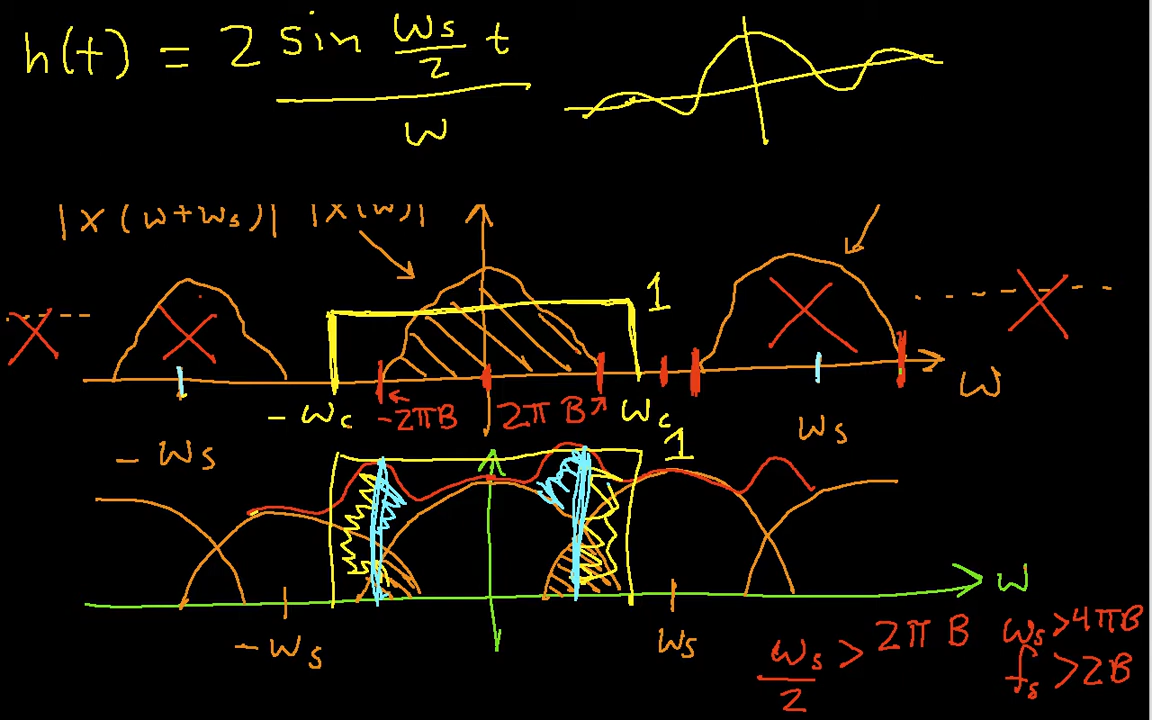 h(t) = 2 sin ωs/2 t
ω
|X(ω+ωs)| |X(ω)|
1
ω
-ωc -2πB 2πB ωc ωs
-ωs 1
ω
-ωs ωs ωs/2 > 2πB ωs>4πB
fs >2B